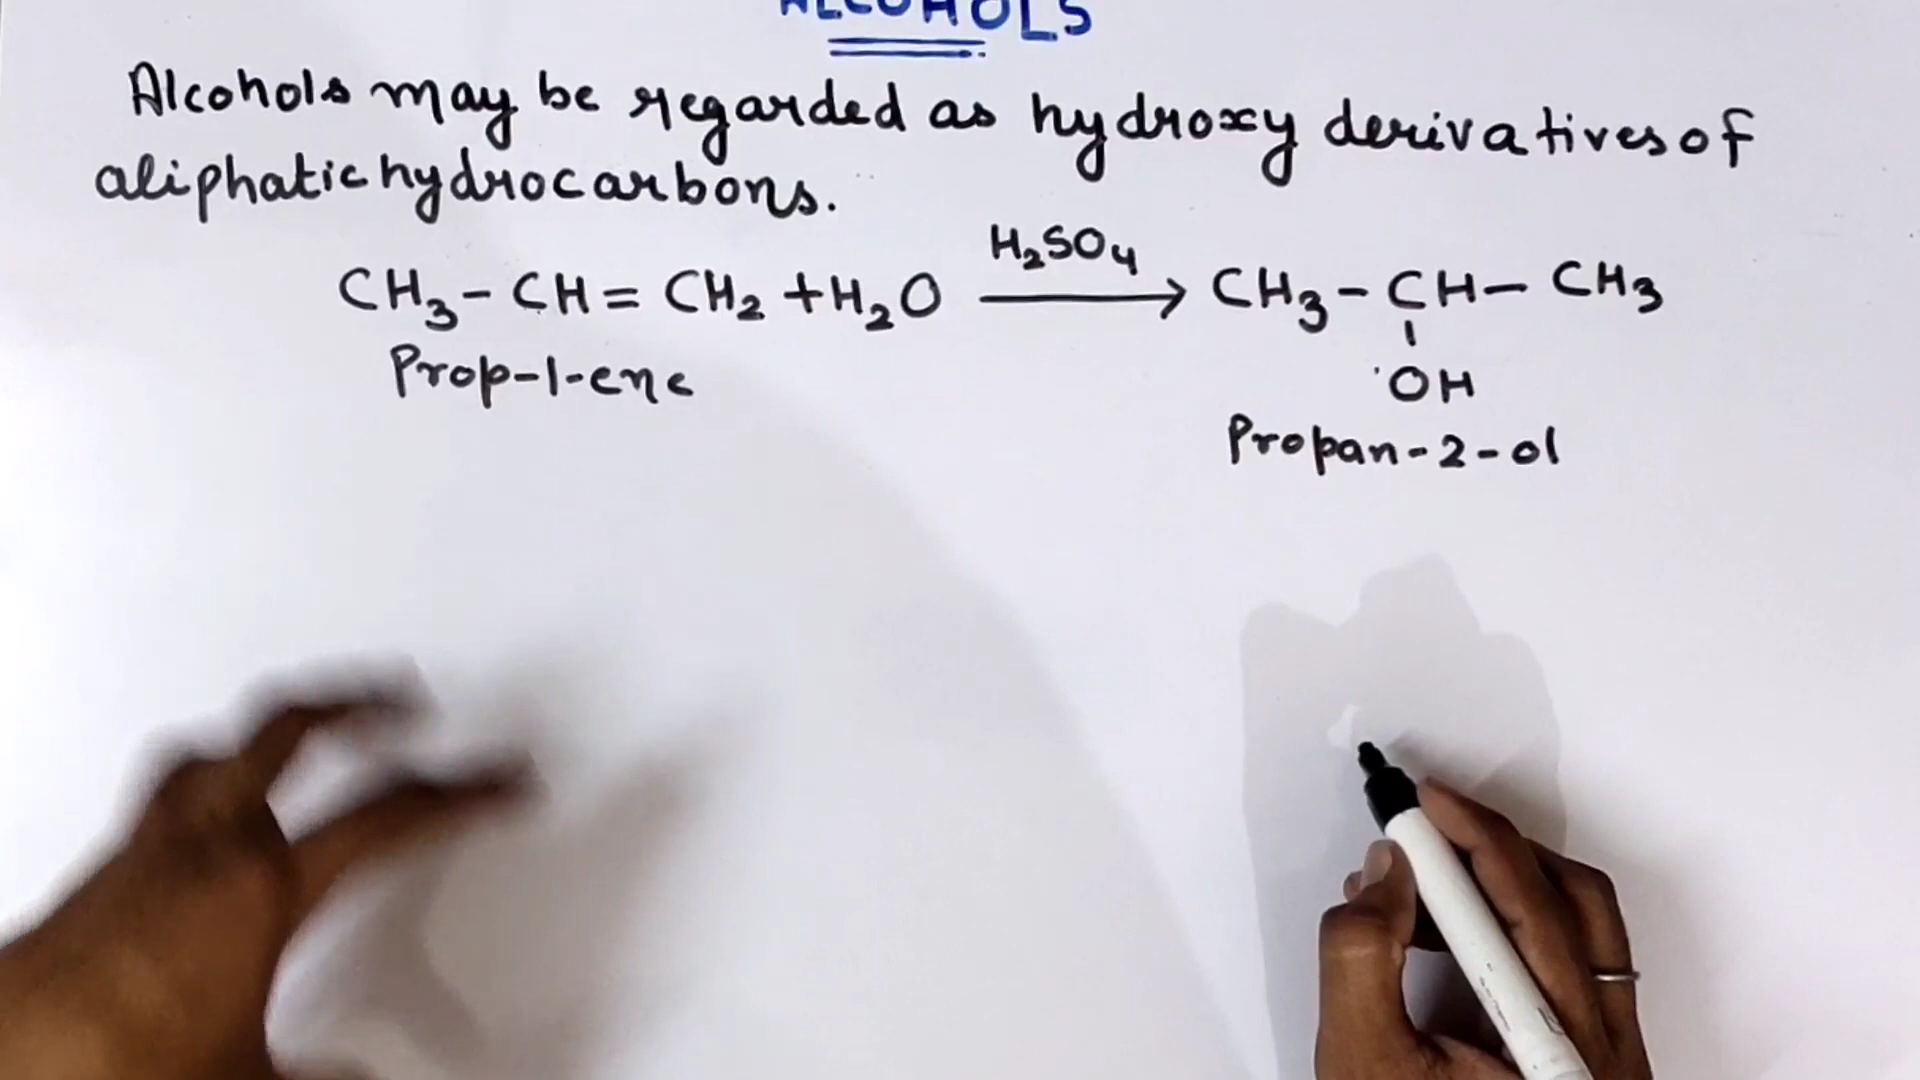 ALCOHOLS
Alcohols may be regarded as hydroxy derivatives of
aliphatic hydrocarbons.
H₂SO₄
CH₃-CH=CH₂+H₂O → CH₃-CH-CH₃
OH
Prop-1-ene
Propan-2-ol